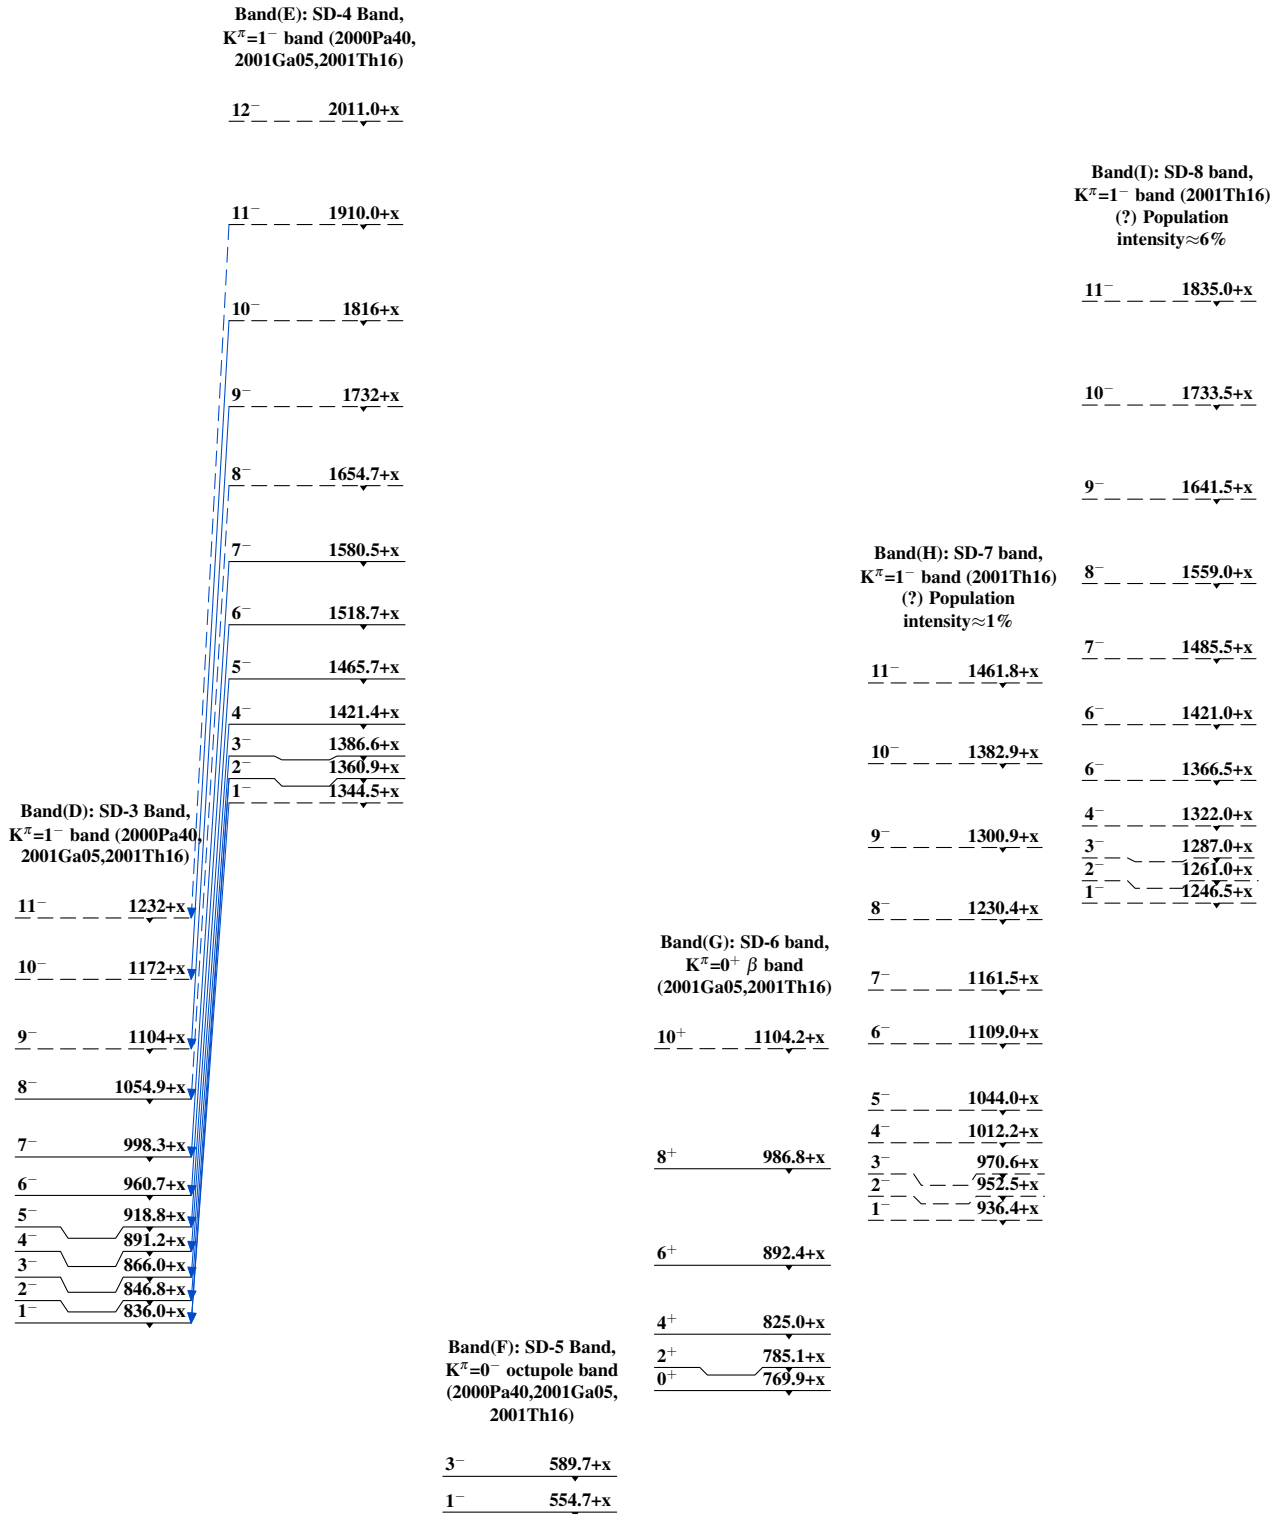 Band(E): SD-4 Band,
K^π=1⁻ band (2000Pa40,
2001Ga05,2001Th16)
12⁻ 2011.0+x
11⁻ 1910.0+x
10⁻ 1816+x
9⁻ 1732+x
8⁻ 1654.7+x
7⁻ 1580.5+x
6⁻ 1518.7+x
5⁻ 1465.7+x
4⁻ 1421.4+x
3⁻ 1386.6+x
2⁻ 1360.9+x
1⁻ 1344.5+x
Band(D): SD-3 Band,
K^π=1⁻ band (2000Pa40,
2001Ga05,2001Th16)
11⁻ 1232+x
10⁻ 1172+x
9⁻ 1104+x
8⁻ 1054.9+x
7⁻ 998.3+x
6⁻ 960.7+x
5⁻ 918.8+x
4⁻ 891.2+x
3⁻ 866.0+x
2⁻ 846.8+x
1⁻ 836.0+x
Band(F): SD-5 Band,
K^π=0⁻ octupole band
(2000Pa40,2001Ga05,
2001Th16)
3⁻ 589.7+x
1⁻ 554.7+x
Band(G): SD-6 band,
K^π=0⁺ β band
(2001Ga05,2001Th16)
10⁺ 1104.2+x
8⁺ 986.8+x
6⁺ 892.4+x
4⁺ 825.0+x
2⁺ 785.1+x
0⁺ 769.9+x
Band(H): SD-7 band,
K^π=1⁻ band (2001Th16)
(?) Population
intensity≈1%
11⁻ 1461.8+x
10⁻ 1382.9+x
9⁻ 1300.9+x
8⁻ 1230.4+x
7⁻ 1161.5+x
6⁻ 1109.0+x
5⁻ 1044.0+x
4⁻ 1012.2+x
3⁻ 970.6+x
2⁻ 952.5+x
1⁻ 936.4+x
Band(I): SD-8 band,
K^π=1⁻ band (2001Th16)
(?) Population
intensity≈6%
11⁻ 1835.0+x
10⁻ 1733.5+x
9⁻ 1641.5+x
8⁻ 1559.0+x
7⁻ 1485.5+x
6⁻ 1421.0+x
6⁻ 1366.5+x
4⁻ 1322.0+x
3⁻ 1287.0+x
2⁻ 1261.0+x
1⁻ 1246.5+x